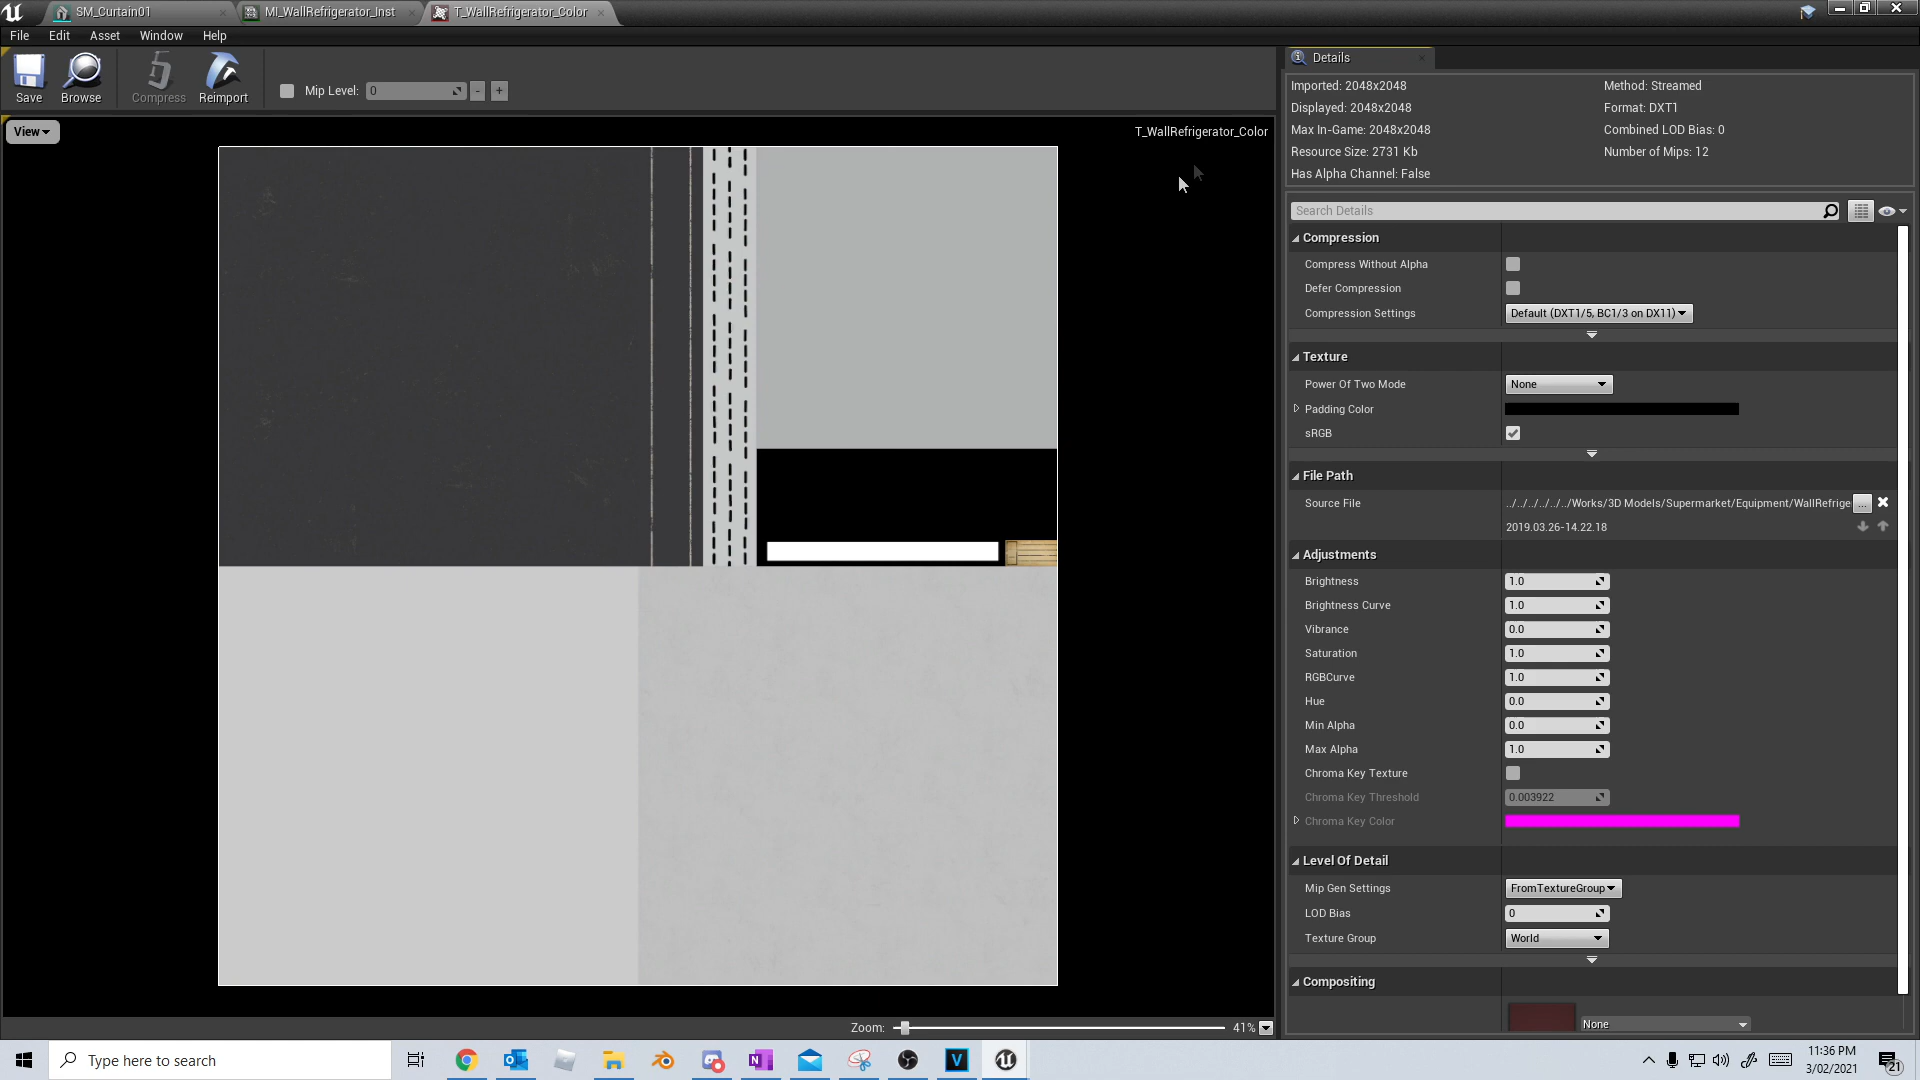 SM_Curtain01
MI_WallRefrigerator_Inst
T_WallRefrigerator_Color
File
Edit
Asset
Window
Help
Save
Browse
Compress
Reimport
Mip Level:
0
-
+
View
T_WallRefrigerator_Color
Zoom:
41%
Details
Imported: 2048x2048
Method: Streamed
Displayed: 2048x2048
Format: DXT1
Max In-Game: 2048x2048
Combined LOD Bias: 0
Resource Size: 2731 Kb
Number of Mips: 12
Has Alpha Channel: False
Search Details
Compression
Compress Without Alpha
Defer Compression
Compression Settings
Default (DXT1/5, BC1/3 on DX11)
Texture
Power Of Two Mode
None
Padding Color
sRGB
File Path
Source File
../../../../../../Works/3D Models/Supermarket/Equipment/WallRefrige
...
2019.03.26-14.22.18
Adjustments
Brightness
1.0
Brightness Curve
1.0
Vibrance
0.0
Saturation
1.0
RGBCurve
1.0
Hue
0.0
Min Alpha
0.0
Max Alpha
1.0
Chroma Key Texture
Chroma Key Threshold
0.003922
Chroma Key Color
Level Of Detail
Mip Gen Settings
FromTextureGroup
LOD Bias
0
Texture Group
World
Compositing
None
Type here to search
11:36 PM
3/02/2021
21